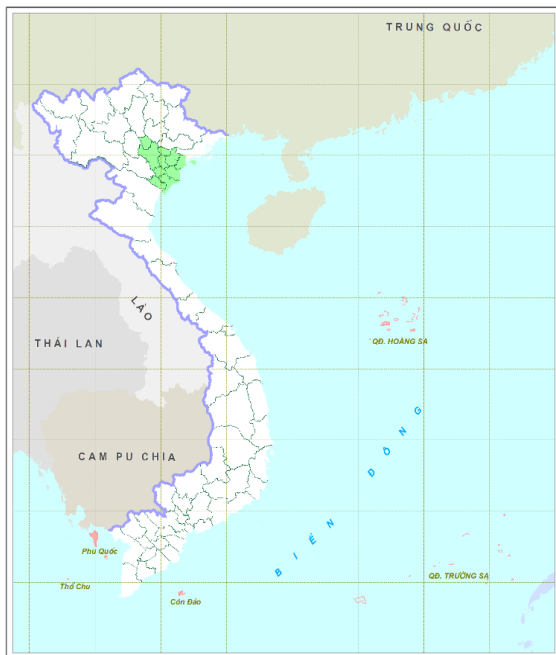 TRUNG QUỐC
LÀO
QĐ. HOÀNG SA
THÁI LAN
BIỂN ĐÔNG
CAM PU CHIA
Phú Quốc
QĐ. TRƯỜNG SA
Thổ Chu
Côn Đảo